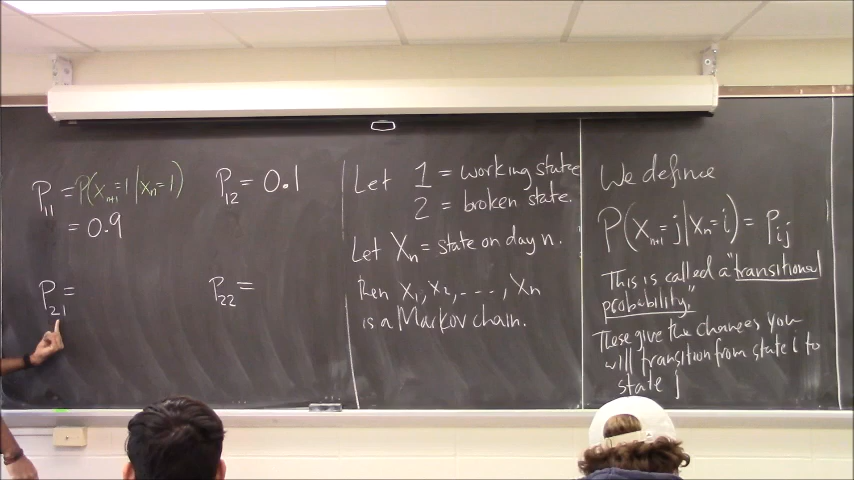 P₁₁ = P(Xₙ₊₁=1|Xₙ=1)
= 0.9
P₁₂ = 0.1
P₂₁ =
P₂₂ =
Let 1 = working state
2 = broken state.
Let Xₙ = state on day n.
then X₁, X₂, ----, Xₙ
is a Markov chain.
We define
P(Xₙ₊₁=j|Xₙ=i) = Pᵢⱼ
This is called a "transitional
probability."
These give the chances you
will transition from state i to
state j